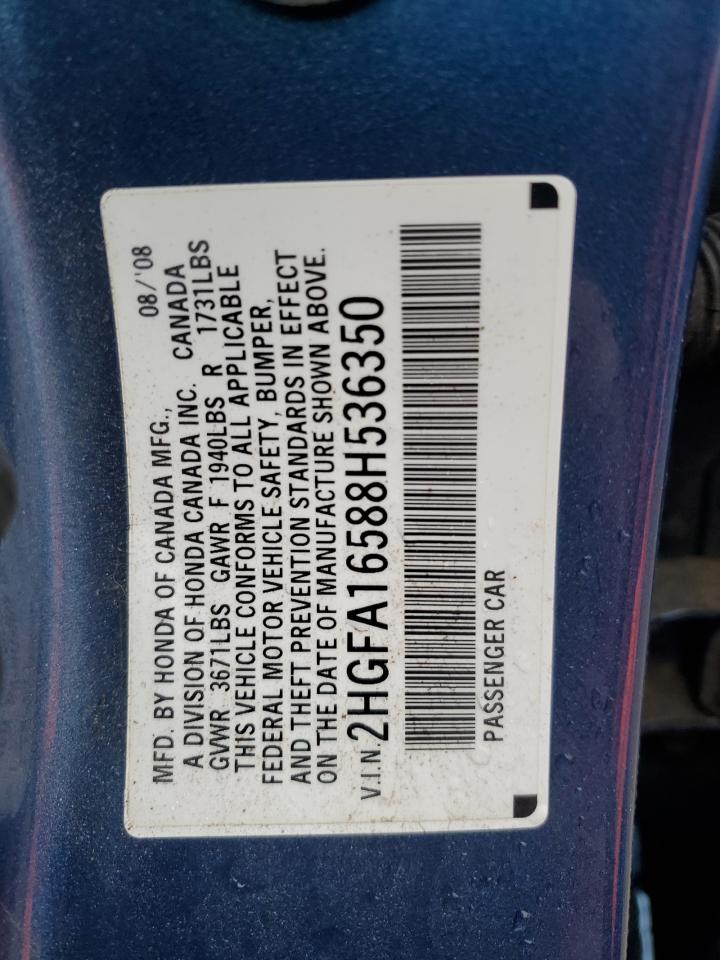 MFD. BY HONDA OF CANADA MFG., 08/'08
A DIVISION OF HONDA CANADA INC. CANADA
GVWR 3671LBS GAWR F 1940LBS R 1731LBS
THIS VEHICLE CONFORMS TO ALL APPLICABLE
FEDERAL MOTOR VEHICLE SAFETY, BUMPER,
AND THEFT PREVENTION STANDARDS IN EFFECT
ON THE DATE OF MANUFACTURE SHOWN ABOVE.
V.I.N. 2HGFA16588H536350
PASSENGER CAR